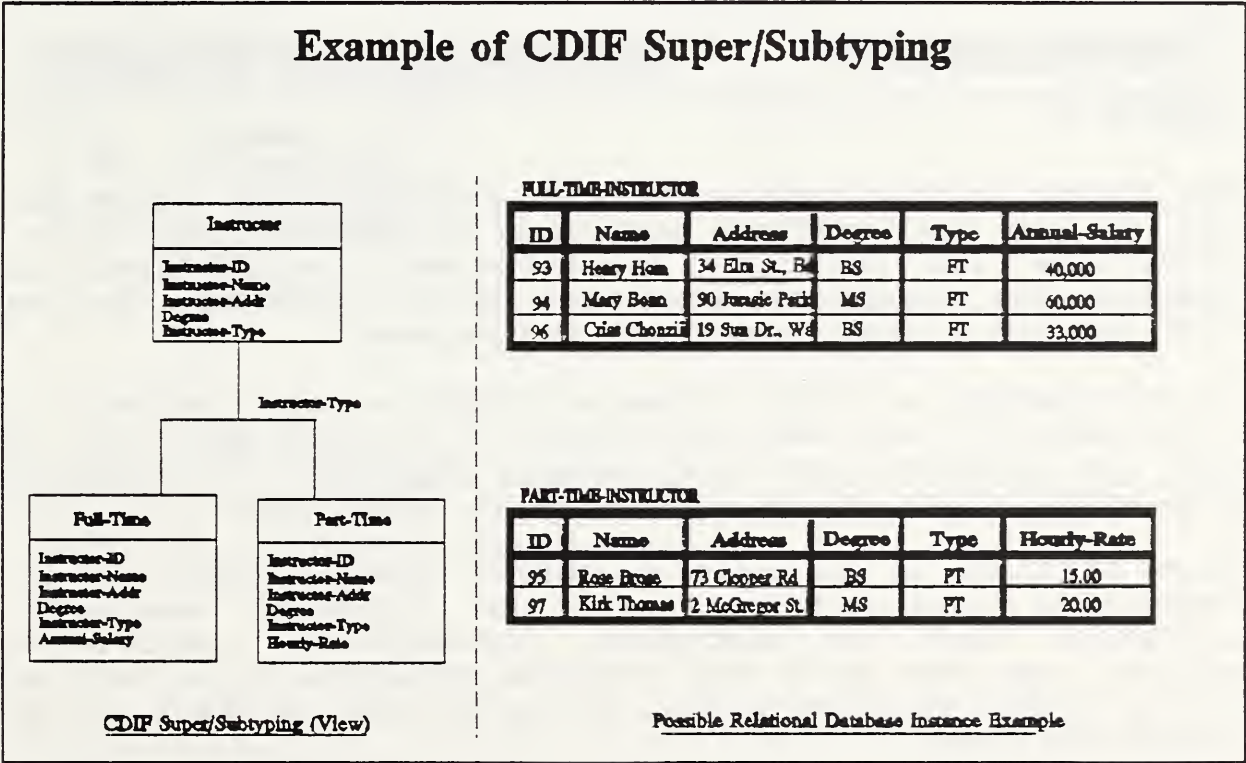 Example of CDIF Super/Subtyping
Instructor
Instructor-ID
Instructor-Name
Instructor-Addr
Degree
Instructor-Type
Instructor-Type
Full-Time
Instructor-ID
Instructor-Name
Instructor-Addr
Degree
Instructor-Type
Annual-Salary
Part-Time
Instructor-ID
Instructor-Name
Instructor-Addr
Degree
Instructor-Type
Hourly-Rate
CDIF Super/Subtyping (View)
FULL-TIME-INSTRUCTOR
ID Name Address Degree Type Annual-Salary
93 34 Elm St., BS FT 40,000
94 Mary Bean 90 MS FT 60,000
96 19 Sun Dr., Wa BS FT 33,000
PART-TIME-INSTRUCTOR
ID Name Address Degree Type Hourly-Rate
95 Rose 73 Clopper Rd BS PT 15.00
97 Kirk Thomas 2 McGregor St. MS PT 20.00
Possible Relational Database Instance Example